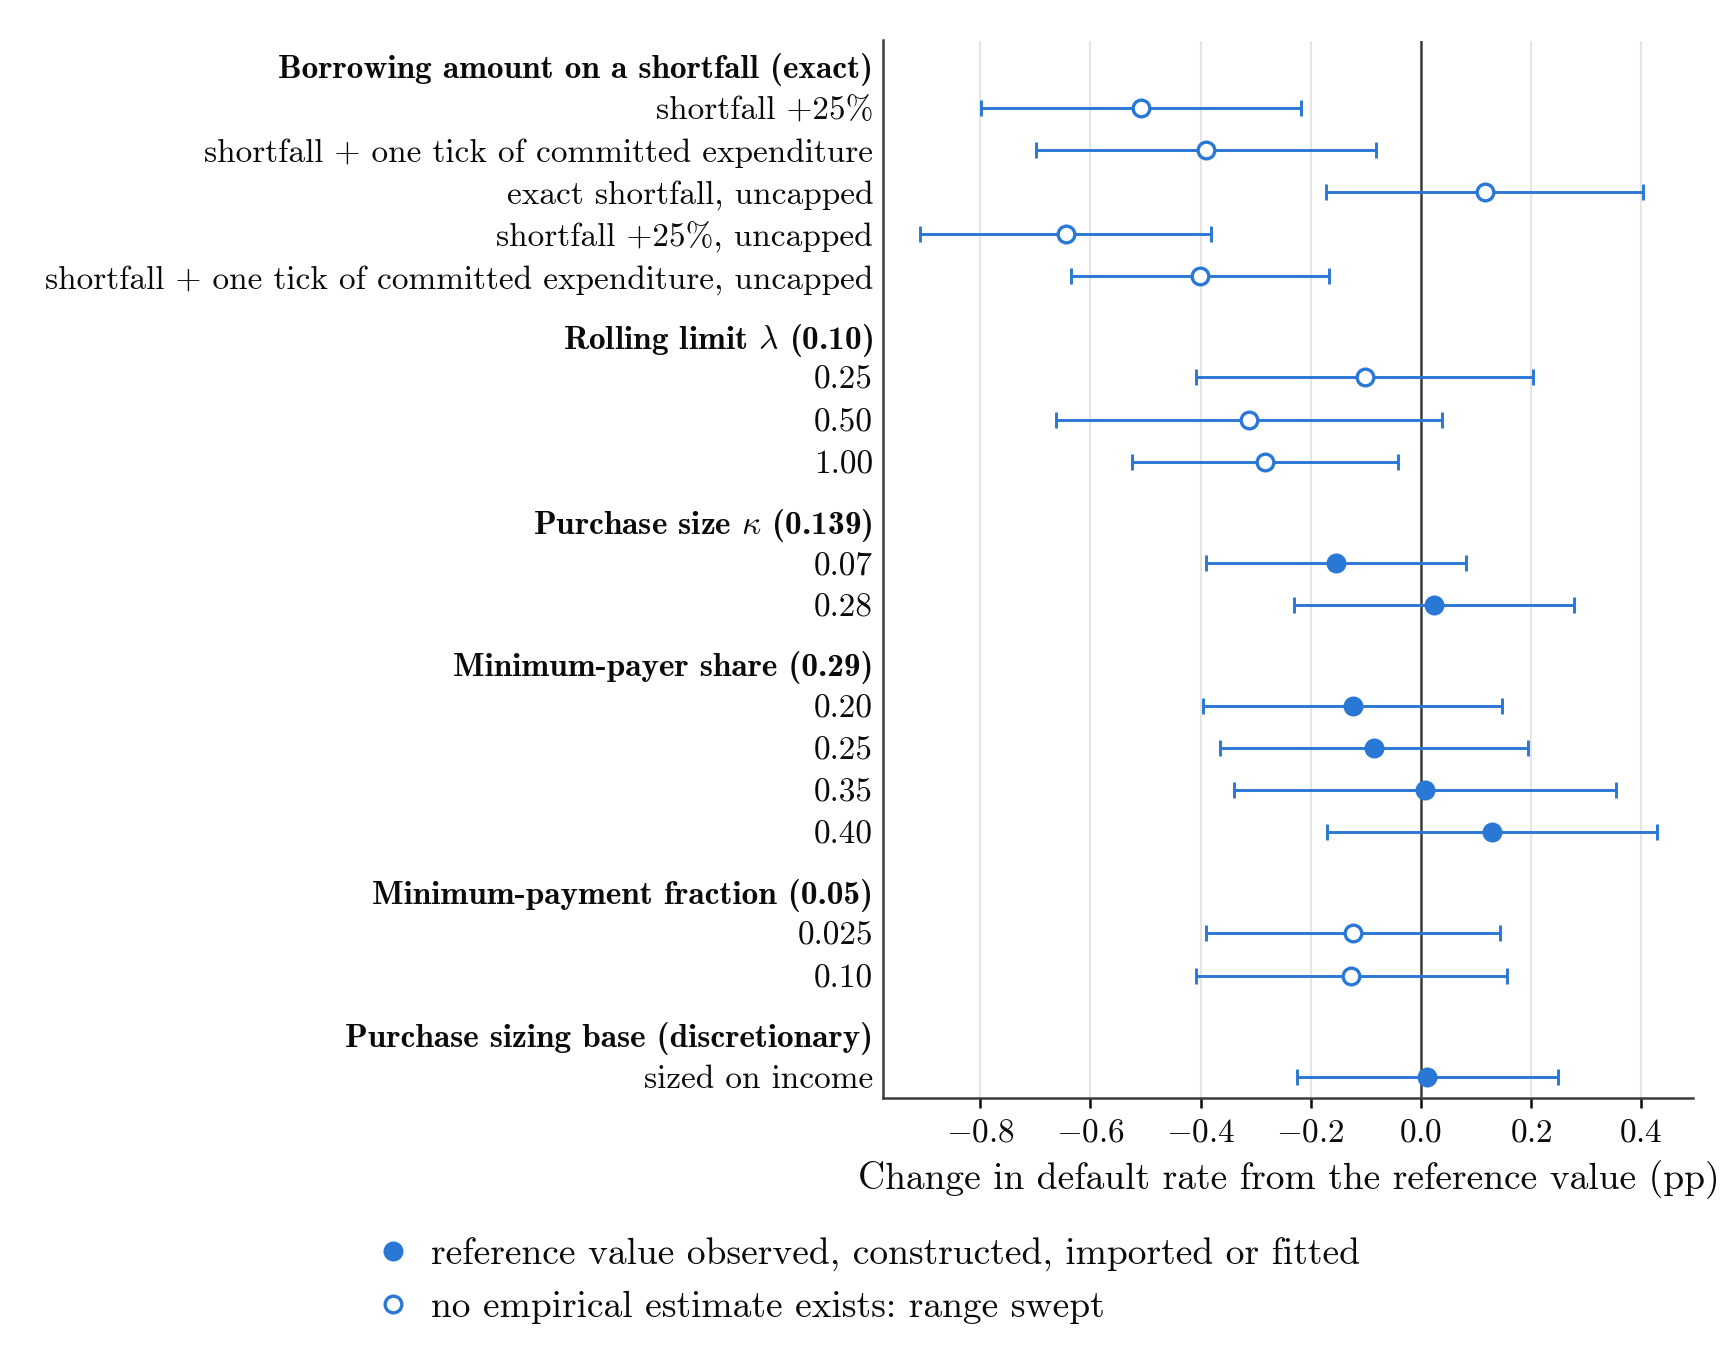 Borrowing amount on a shortfall (exact)
shortfall +25%
shortfall + one tick of committed expenditure
exact shortfall, uncapped
shortfall +25%, uncapped
shortfall + one tick of committed expenditure, uncapped
Rolling limit λ (0.10)
0.25
0.50
1.00
Purchase size κ (0.139)
0.07
0.28
Minimum-payer share (0.29)
0.20
0.25
0.35
0.40
Minimum-payment fraction (0.05)
0.025
0.10
Purchase sizing base (discretionary)
sized on income
−0.8 −0.6 −0.4 −0.2 0.0 0.2 0.4
Change in default rate from the reference value (pp)
reference value observed, constructed, imported or fitted
no empirical estimate exists: range swept